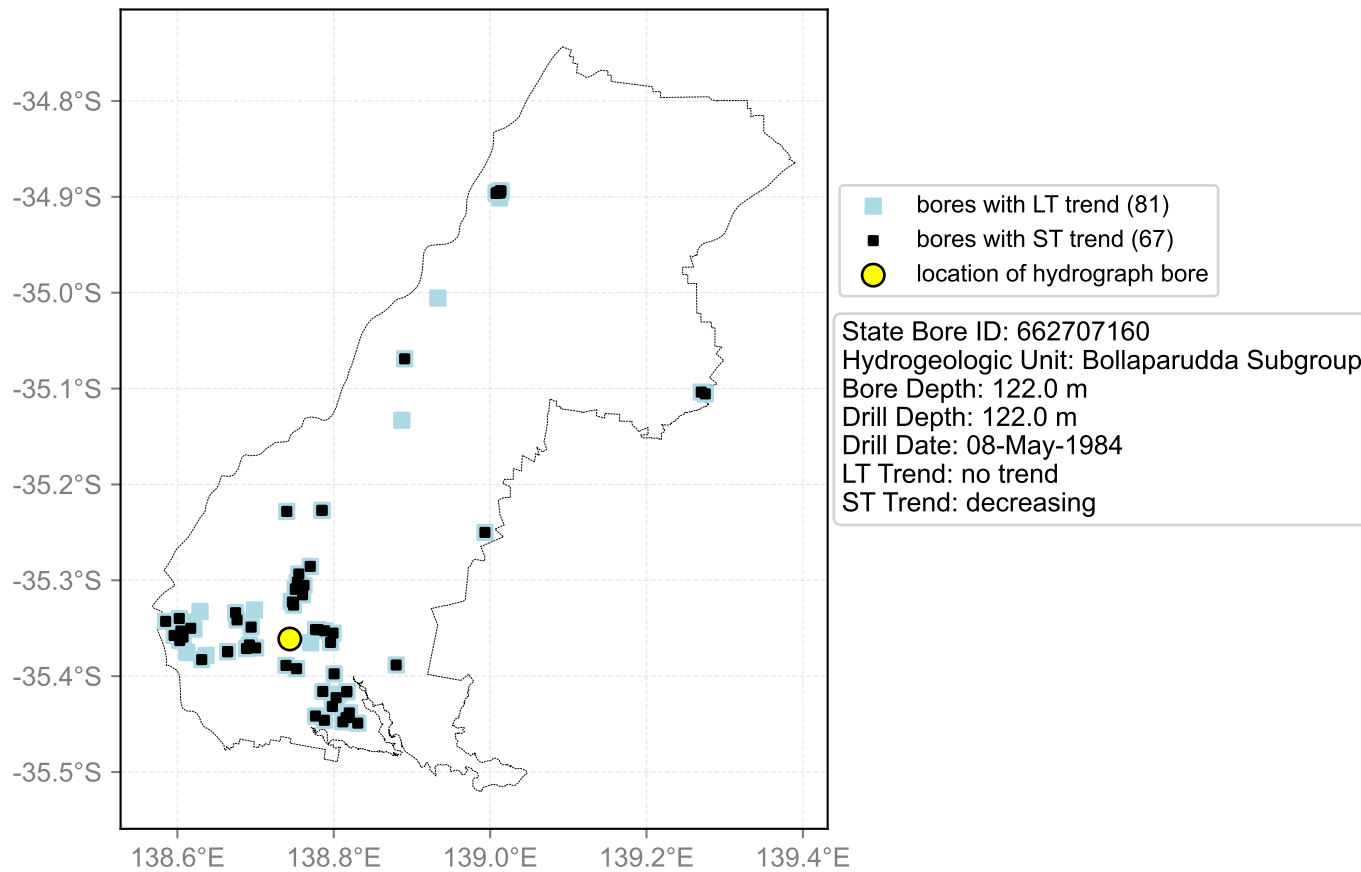 -34.8°S
-34.9°S
-35.0°S
-35.1°S
-35.2°S
-35.3°S
-35.4°S
-35.5°S
138.6°E
138.8°E
139.0°E
139.2°E
139.4°E
bores with LT trend (81)
bores with ST trend (67)
location of hydrograph bore
State Bore ID: 662707160
Hydrogeologic Unit: Bollaparudda Subgroup
Bore Depth: 122.0 m
Drill Depth: 122.0 m
Drill Date: 08-May-1984
LT Trend: no trend
ST Trend: decreasing